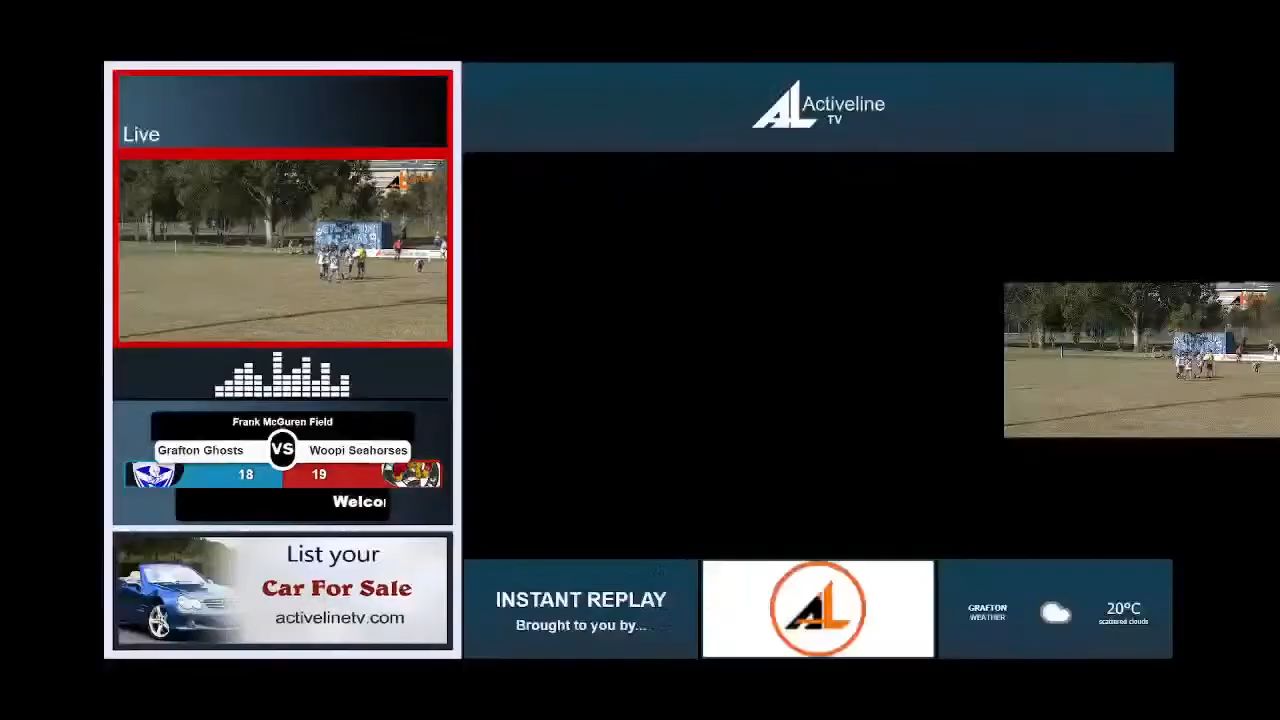 Live
Activeline
TV
Frank McGuren Field
Grafton Ghosts
VS
Woopi Seahorses
18
19
Welco
List your
Car For Sale
activelinetv.com
INSTANT REPLAY
Brought to you by...
AL
GRAFTON
WEATHER
20°C
scattered clouds